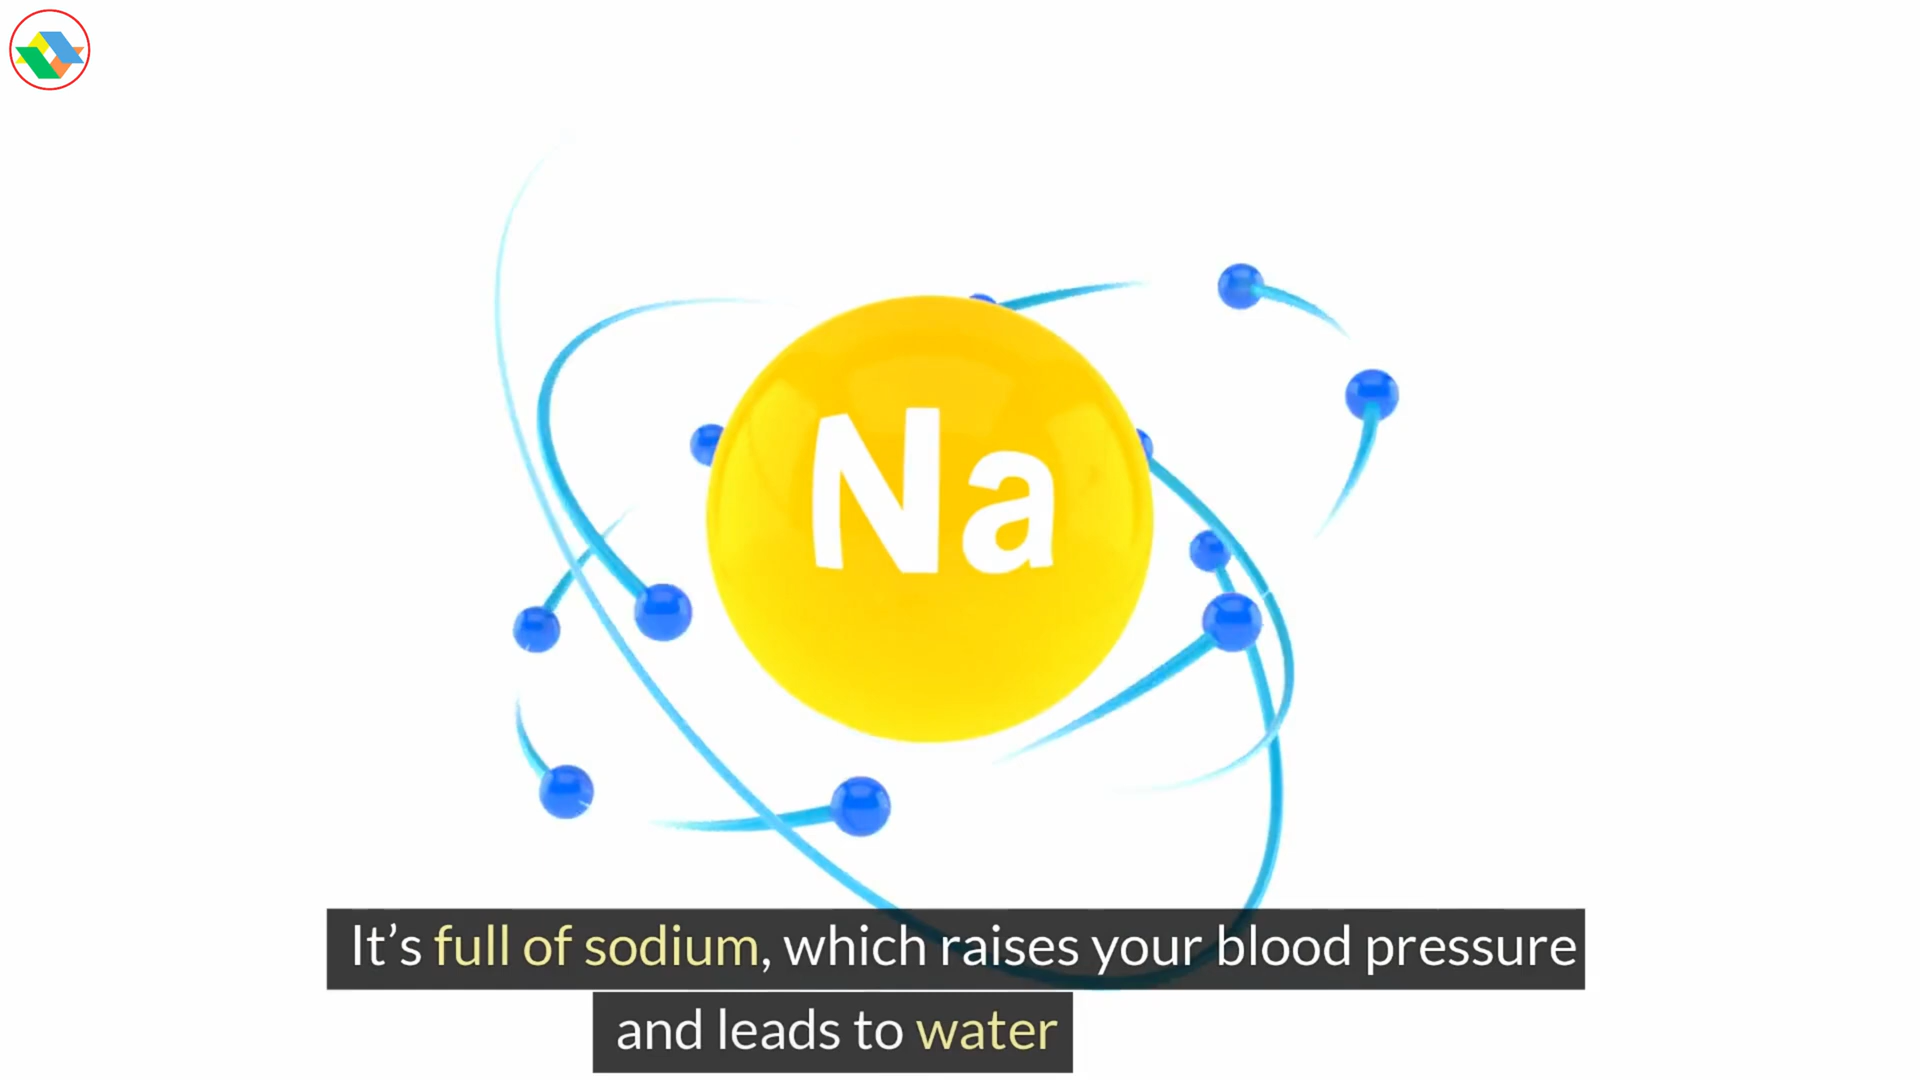 Na
It’s full of sodium, which raises your blood pressure
and leads to water